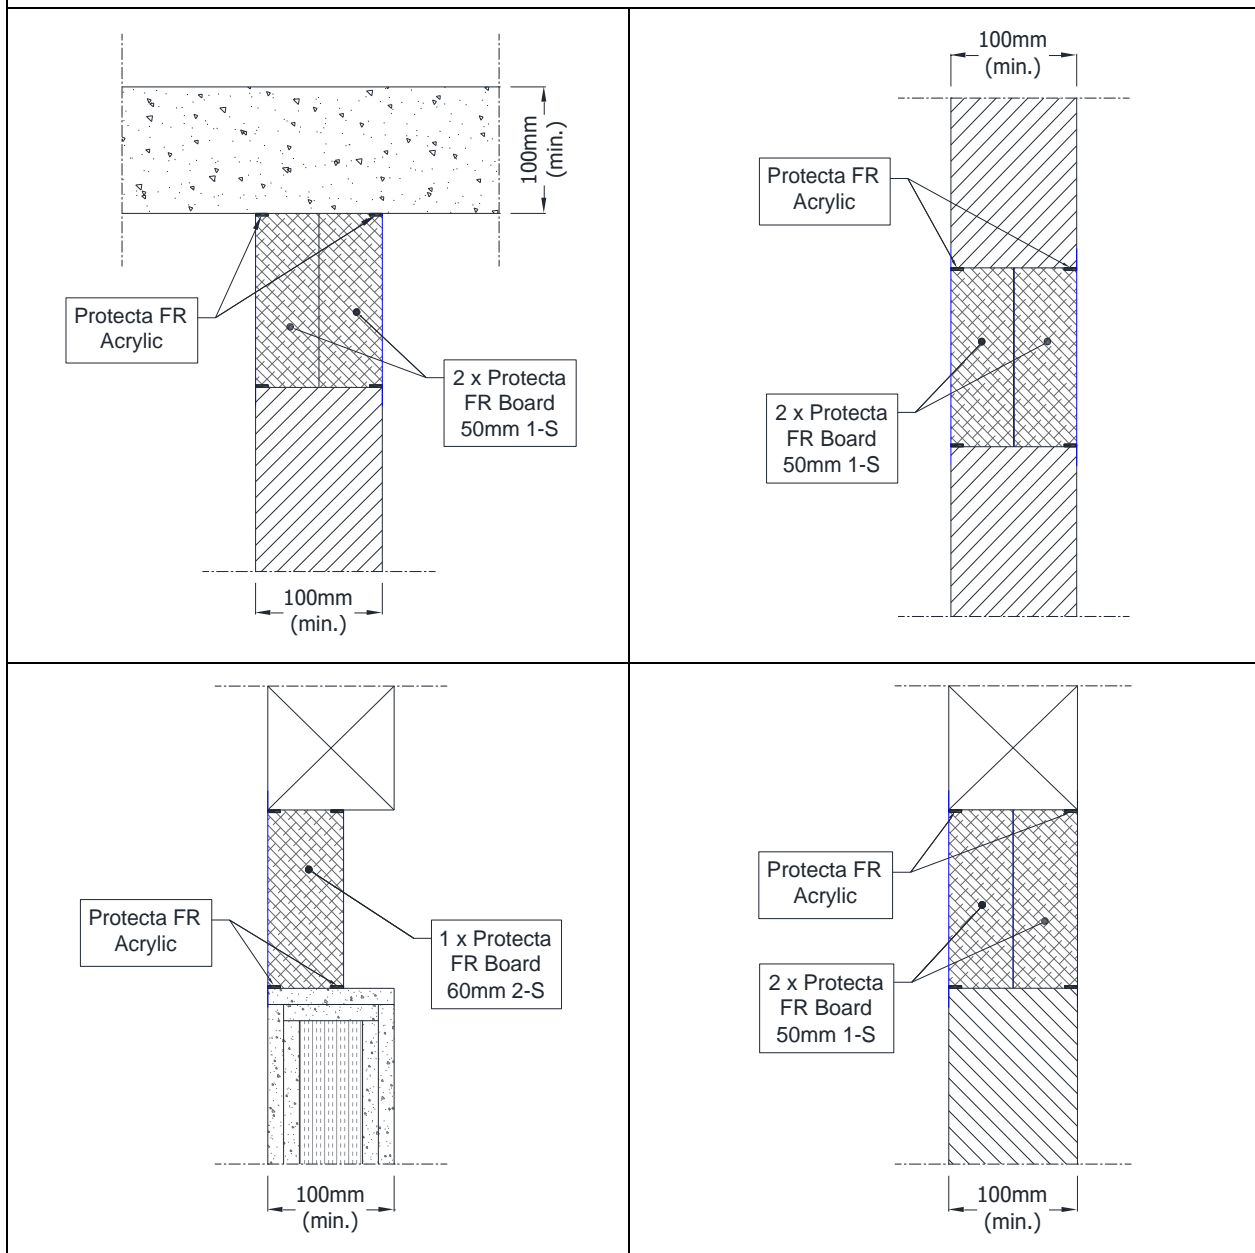 100mm
(min.)
Protecta FR
Acrylic
2 x Protecta
FR Board
50mm 1-S
100mm
(min.)
100mm
(min.)
Protecta FR
Acrylic
2 x Protecta
FR Board
50mm 1-S
Protecta FR
Acrylic
1 x Protecta
FR Board
60mm 2-S
100mm
(min.)
Protecta FR
Acrylic
2 x Protecta
FR Board
50mm 1-S
100mm
(min.)